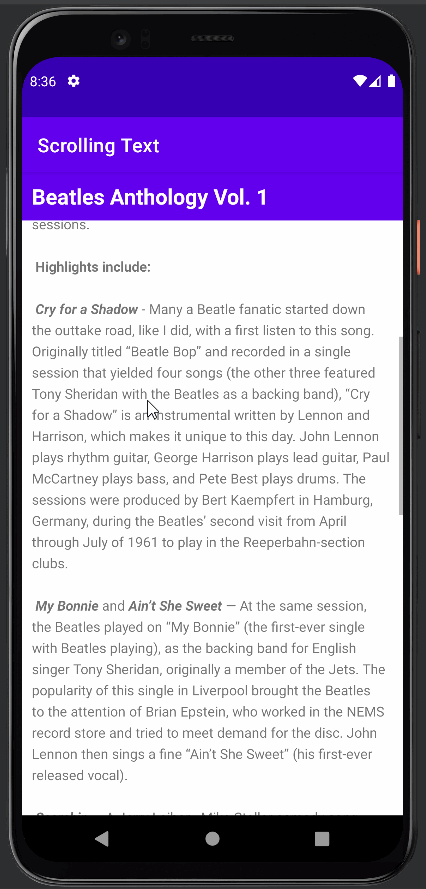 8:36
Scrolling Text
Beatles Anthology Vol. 1
sessions.
Highlights include:
Cry for a Shadow - Many a Beatle fanatic started down
the outtake road, like I did, with a first listen to this song.
Originally titled “Beatle Bop” and recorded in a single
session that yielded four songs (the other three featured
Tony Sheridan with the Beatles as a backing band), “Cry
for a Shadow” is an instrumental written by Lennon and
Harrison, which makes it unique to this day. John Lennon
plays rhythm guitar, George Harrison plays lead guitar, Paul
McCartney plays bass, and Pete Best plays drums. The
sessions were produced by Bert Kaempfert in Hamburg,
Germany, during the Beatles’ second visit from April
through July of 1961 to play in the Reeperbahn-section
clubs.
My Bonnie and Ain’t She Sweet — At the same session,
the Beatles played on “My Bonnie” (the first-ever single
with Beatles playing), as the backing band for English
singer Tony Sheridan, originally a member of the Jets. The
popularity of this single in Liverpool brought the Beatles
to the attention of Brian Epstein, who worked in the NEMS
record store and tried to meet demand for the disc. John
Lennon then sings a fine “Ain’t She Sweet” (his first-ever
released vocal).